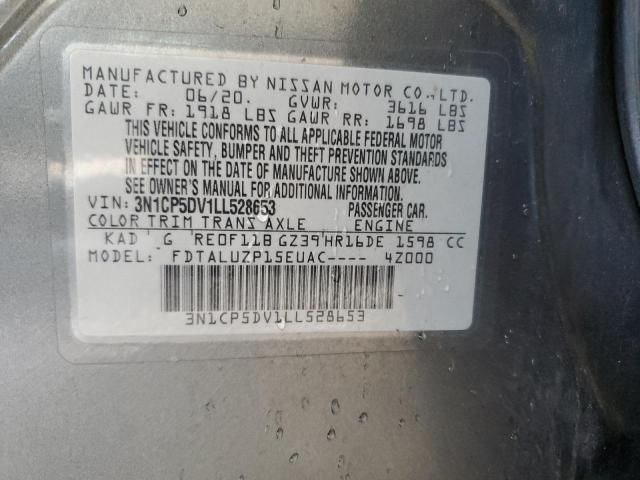 MANUFACTURED BY NISSAN MOTOR CO.,LTD.
DATE: 06/20. GVWR: 3616 LBS
GAWR FR: 1918 LBS GAWR RR: 1698 LBS
THIS VEHICLE CONFORMS TO ALL APPLICABLE FEDERAL MOTOR
VEHICLE SAFETY, BUMPER AND THEFT PREVENTION STANDARDS
IN EFFECT ON THE DATE OF MANUFACTURE SHOWN ABOVE.
SEE OWNER'S MANUAL FOR ADDITIONAL INFORMATION.
VIN: 3N1CP5DV1LL528653 PASSENGER CAR.
COLOR TRIM TRANS AXLE ENGINE
KAD G RE0F11B GZ39 HR16DE 1598 CC
MODEL: FDTALUZP15EUAC---- 4Z000
3N1CP5DV1LL528653